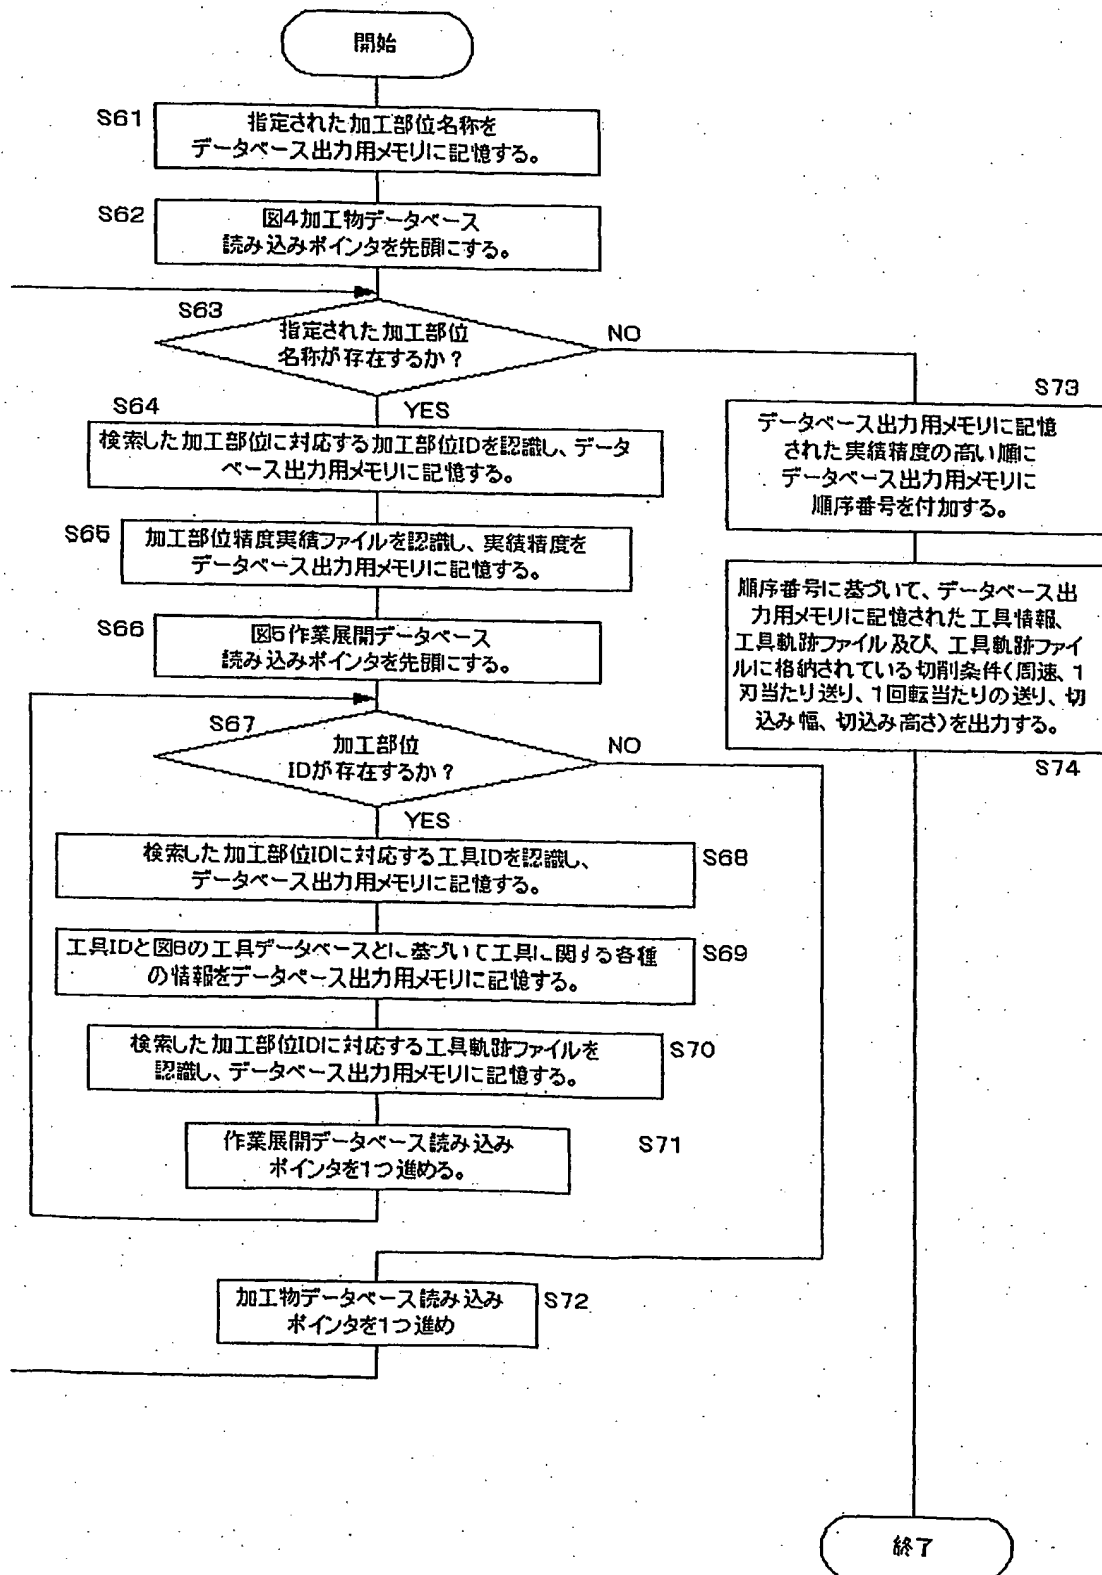 開始
S61
指定された加工部位名称を
データベース出力用メモリに記憶する。
S62
図4加工物データベース
読み込みポインタを先頭にする。
S63
指定された加工部位
名称が存在するか?
NO
YES
S64
検索した加工部位に対応する加工部位IDを認識し、データ
ベース出力用メモリに記憶する。
S65
加工部位精度実績ファイルを認識し、実績精度を
データベース出力用メモリに記憶する。
S66
図5作業展開データベース
読み込みポインタを先頭にする。
S67
加工部位
IDが存在するか?
NO
YES
検索した加工部位IDに対応する工具IDを認識し、
データベース出力用メモリに記憶する。
S68
工具IDと図8の工具データベースとに基づいて工具に関する各種
の情報をデータベース出力用メモリに記憶する。
S69
検索した加工部位IDに対応する工具軌跡ファイルを
認識し、データベース出力用メモリに記憶する。
S70
作業展開データベース読み込み
ポインタを1つ進める。
S71
加工物データベース読み込み
ポインタを1つ進め
S72
S73
データベース出力用メモリに記憶
された実績精度の高い順に
データベース出力用メモリに
順序番号を付加する。
順序番号に基づいて、データベース出
力用メモリに記憶された工具情報、
工具軌跡ファイル及び、工具軌跡ファイ
ルに格納されている切削条件(周速、1
刃当たり送り、1回転当たりの送り、切
込み幅、切込み高さ)を出力する。
S74
終了